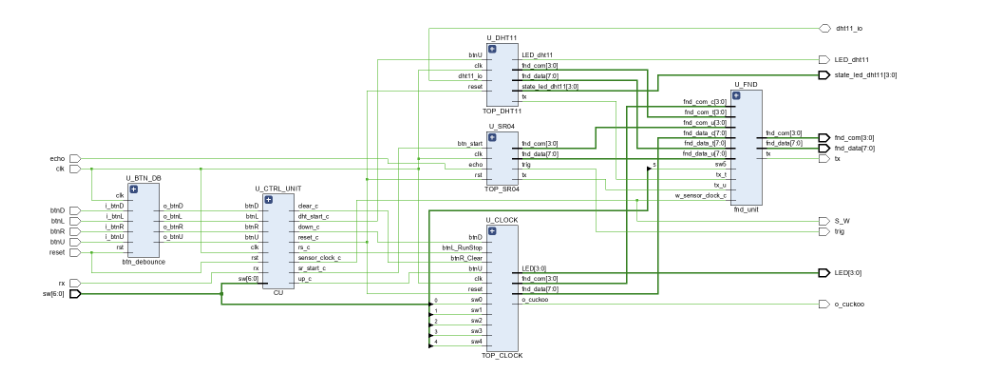 dht11_io
U_DHT11
btnU
clk
dht11_io
reset
LED_dht11
fnd_com[3:0]
fnd_data[7:0]
state_led_dht11[3:0]
tx
TOP_DHT11
LED_dht11
state_led_dht11[3:0]
U_FND
fnd_com_c[3:0]
fnd_com_t[3:0]
fnd_com_u[3:0]
fnd_data_c[7:0]
fnd_data_t[7:0]
fnd_data_u[7:0]
5
sw5
tx_t
tx_u
w_sensor_clock_c
fnd_com[3:0]
fnd_data[7:0]
tx
fnd_unit
fnd_com[3:0]
fnd_data[7:0]
tx
U_SR04
btn_start
clk
echo
rst
fnd_com[3:0]
fnd_data[7:0]
trig
tx
TOP_SR04
echo
clk
btnD
btnL
btnR
btnU
reset
rx
sw[6:0]
U_BTN_DB
clk
i_btnD
i_btnL
i_btnR
i_btnU
rst
o_btnD
o_btnL
o_btnR
o_btnU
btn_debounce
U_CTRL_UNIT
btnD
btnL
btnR
btnU
clk
rst
rx
sw[6:0]
clear_c
dht_start_c
down_c
reset_c
rs_c
sensor_clock_c
sr_start_c
up_c
CU
U_CLOCK
btnD
btnL_RunStop
btnR_Clear
btnU
clk
reset
0
sw0
1
sw1
2
sw2
3
sw3
4
sw4
LED[3:0]
fnd_com[3:0]
fnd_data[7:0]
o_cuckoo
TOP_CLOCK
S_W
trig
LED[3:0]
o_cuckoo